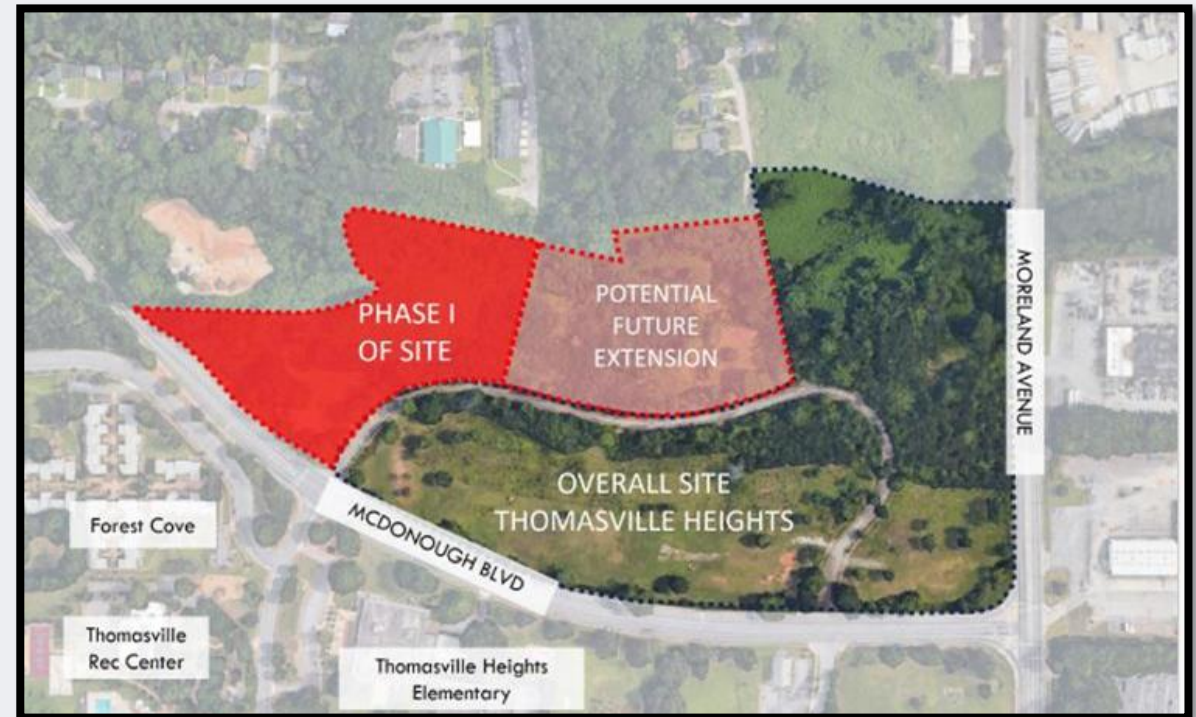 PHASE I
OF SITE
POTENTIAL
FUTURE
EXTENSION
MORELAND AVENUE
OVERALL SITE
THOMASVILLE HEIGHTS
MCDONOUGH BLVD
Forest Cove
Thomasville
Rec Center
Thomasville Heights
Elementary